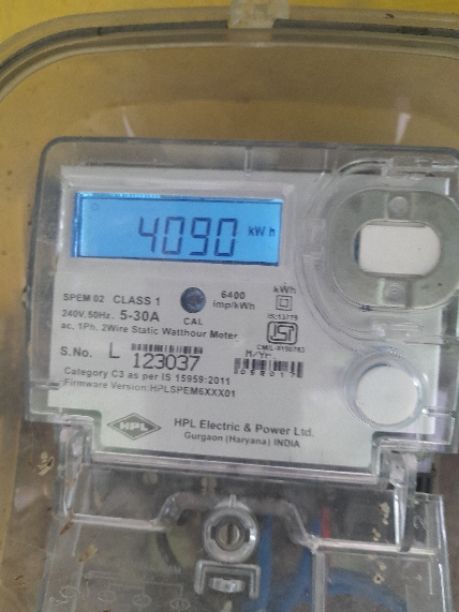 4090 kWh
SPEM 02 CLASS 1
6400 imp/kWh
kWh
240V, 50Hz. 5-30A
CAL
IS:13779
ac, 1Ph. 2Wire Static Watthour Meter
ISI
S.No. L 123037
M/Yr.
Category C3 as per IS 15959:2011
Firmware Version:HPLSPEM6XXX01
HPL
HPL Electric & Power Ltd.
Gurgaon (Haryana) INDIA